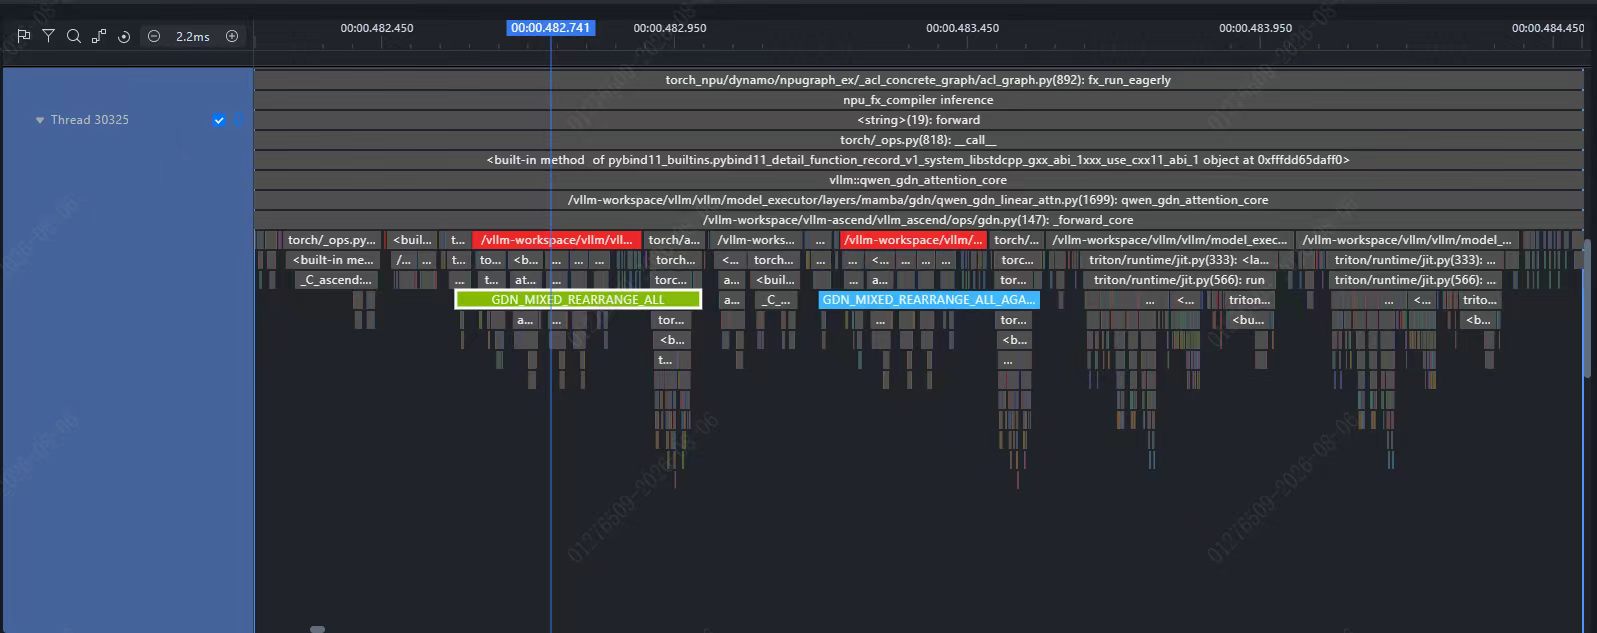 00:00.482.450 00:00.482.741 00:00.482.950 00:00.483.450 00:00.483.950 00:00.484.450
2.2ms
torch_npu/dynamo/npugraph_ex/_acl_concrete_graph/acl_graph.py(892): fx_run_eagerly
npu_fx_compiler inference
Thread 30325
<string>(19): forward
torch/_ops.py(818): __call__
<built-in method of pybind11_builtins.pybind11_detail_function_record_v1_system_libstdcpp_gxx_abi_1xxx_use_cxx11_abi_1 object at 0xfffdd65daff0>
vllm::qwen_gdn_attention_core
/vllm-workspace/vllm/vllm/model_executor/layers/mamba/gdn/qwen_gdn_linear_attn.py(1699): qwen_gdn_attention_core
/vllm-workspace/vllm-ascend/vllm_ascend/ops/gdn.py(147): _forward_core
torch/_ops.py... <buil... t... /vllm-workspace/vllm/vll... torch/a... /vllm-works... ... /vllm-workspace/vllm/... torch/... /vllm-workspace/vllm/vllm/model_exec... /vllm-workspace/vllm/vllm/model_...
<built-in me... /... ... t... to... <b... ... ... ... torch... <... torch... ... ... <... ... ... ... torc... triton/runtime/jit.py(333): <la... triton/runtime/jit.py(333): ...
_C_ascend:... ... t... at... ... torc... a... <buil... ... a... tor... triton/runtime/jit.py(566): run triton/runtime/jit.py(566): ...
GDN_MIXED_REARRANGE_ALL a... _C_... GDN_MIXED_REARRANGE_ALL_AGA... ... <... triton... ... <... trito...
a... ... tor... ... tor... <bu... <b...
<b... <b...
t... ...